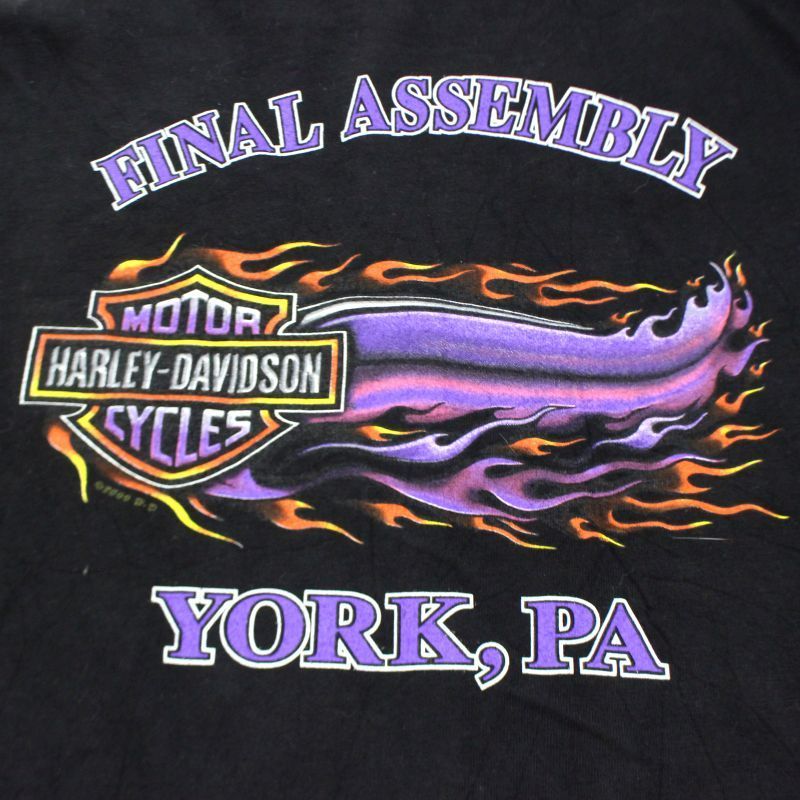 FINAL ASSEMBLY
MOTOR
HARLEY-DAVIDSON
CYCLES
YORK, PA